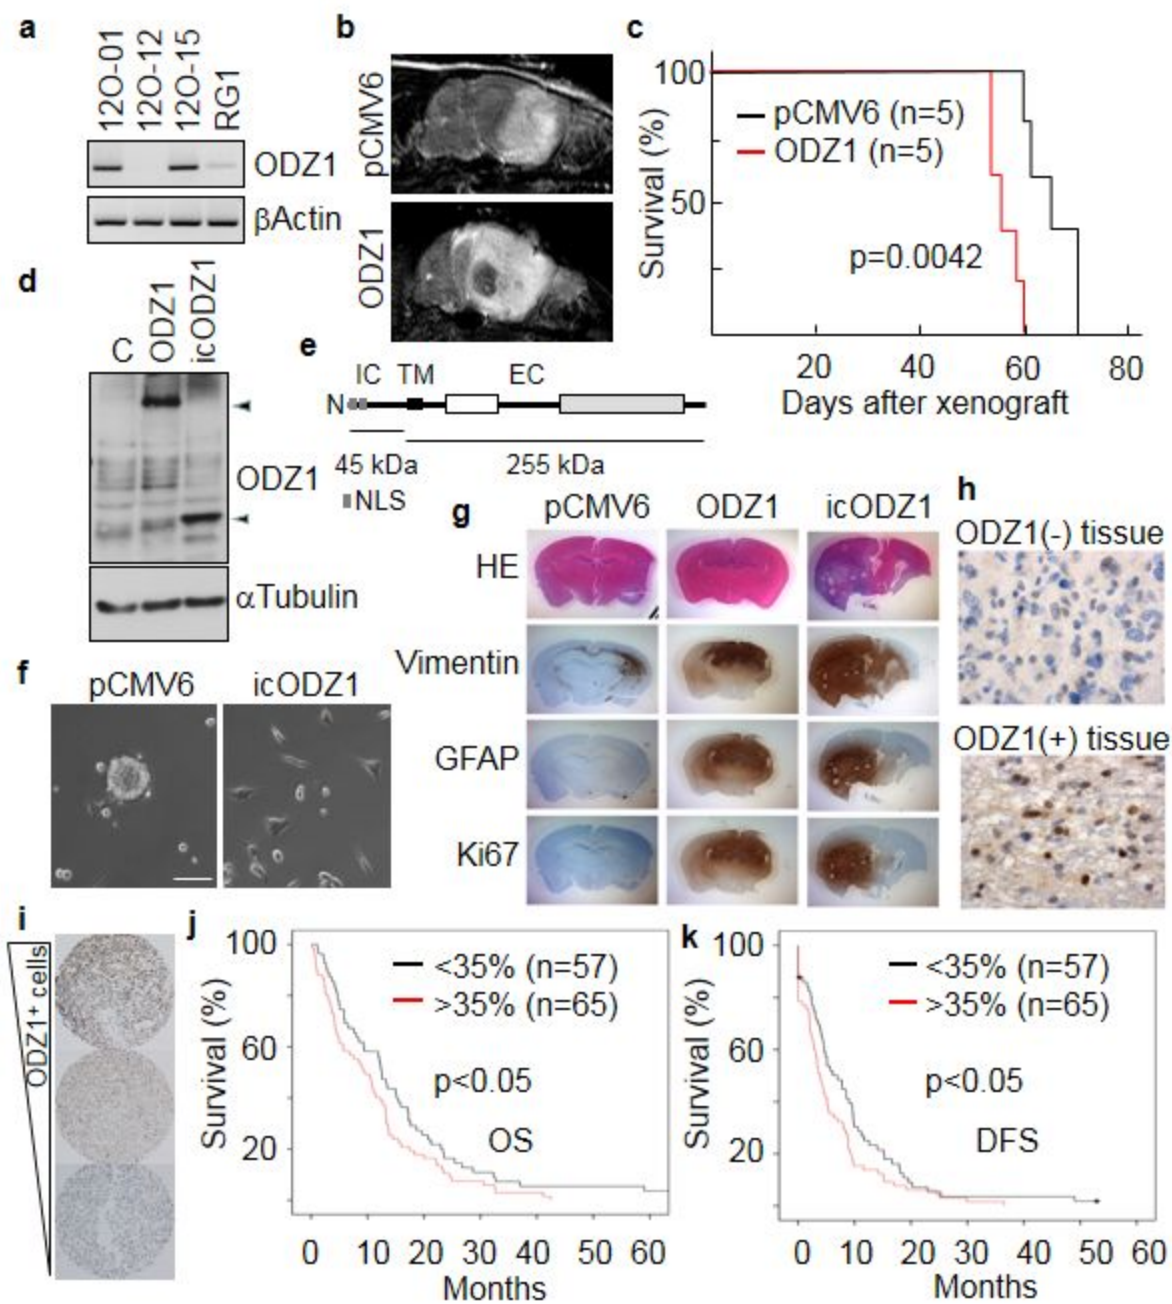 a
12O-01
12O-12
12O-15
RG1
ODZ1
βActin
b
pCMV6
ODZ1
c
Survival (%)
100
50
pCMV6 (n=5)
ODZ1 (n=5)
p=0.0042
20 40 60 80
Days after xenograft
d
C
ODZ1
icODZ1
ODZ1
αTubulin
e
IC TM EC
N
45 kDa 255 kDa
NLS
f
pCMV6 icODZ1
g
pCMV6 ODZ1 icODZ1
HE
Vimentin
GFAP
Ki67
h
ODZ1(-) tissue
ODZ1(+) tissue
i
ODZ1⁺ cells
j
Survival (%)
100
60
20
<35% (n=57)
>35% (n=65)
p<0.05
OS
0 10 20 30 40 50 60
Months
k
Survival (%)
100
60
20
<35% (n=57)
>35% (n=65)
p<0.05
DFS
0 10 20 30 40 50 60
Months